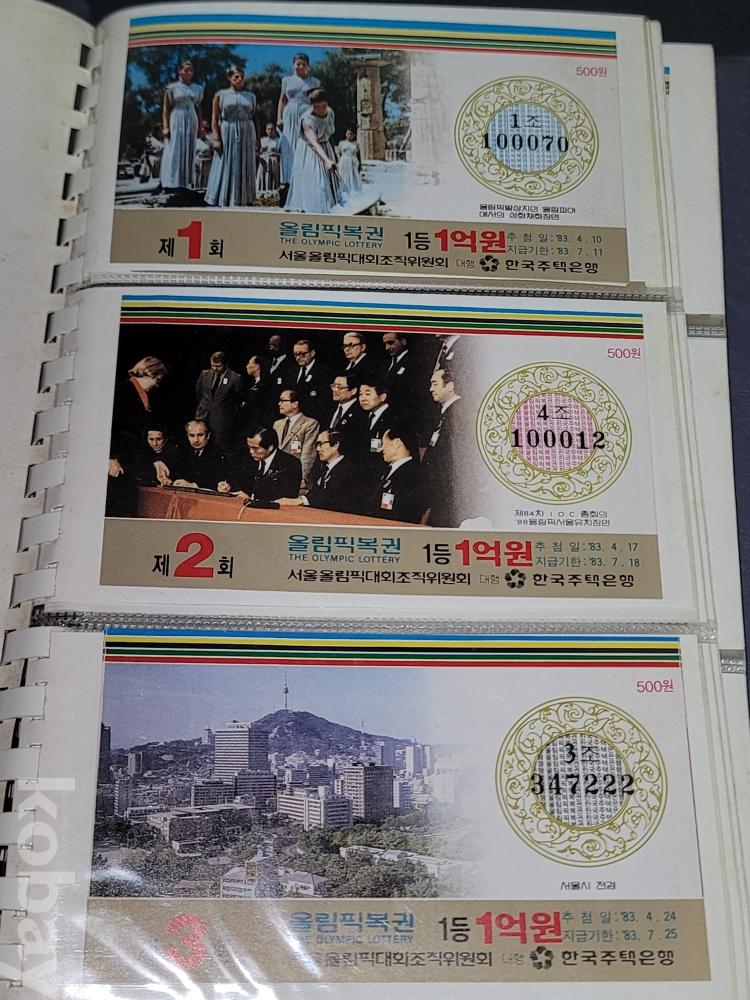 500원
1조
100070
올림픽발상지인 올림피아
에서의 성화채화장면
제1회
올림픽복권
THE OLYMPIC LOTTERY
1등 1억원
추첨일: '83. 4. 10
지급기한: '83. 7. 11
서울올림픽대회조직위원회 대행 한국주택은행
500원
4조
100012
제84차 I.O.C. 총회의
'88올림픽서울유치장면
제2회
올림픽복권
THE OLYMPIC LOTTERY
1등 1억원
추첨일: '83. 4. 17
지급기한: '83. 7. 18
서울올림픽대회조직위원회 대행 한국주택은행
500원
3조
347222
서울시 전경
3
올림픽복권
THE OLYMPIC LOTTERY
1등 1억원
추첨일: '83. 4. 24
지급기한: '83. 7. 25
서울올림픽대회조직위원회 대행 한국주택은행
kobay